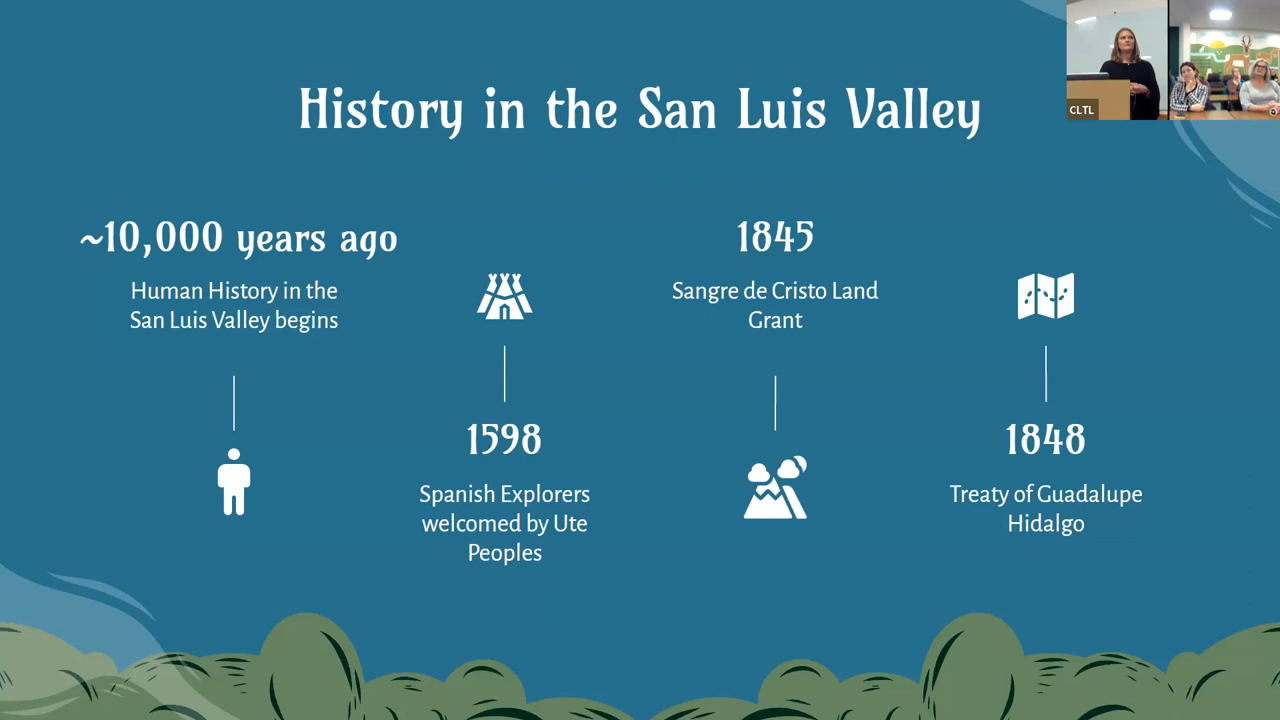 History in the San Luis Valley
CLTL
~10,000 years ago
Human History in the
San Luis Valley begins
1598
Spanish Explorers
welcomed by Ute
Peoples
1845
Sangre de Cristo Land
Grant
1848
Treaty of Guadalupe
Hidalgo